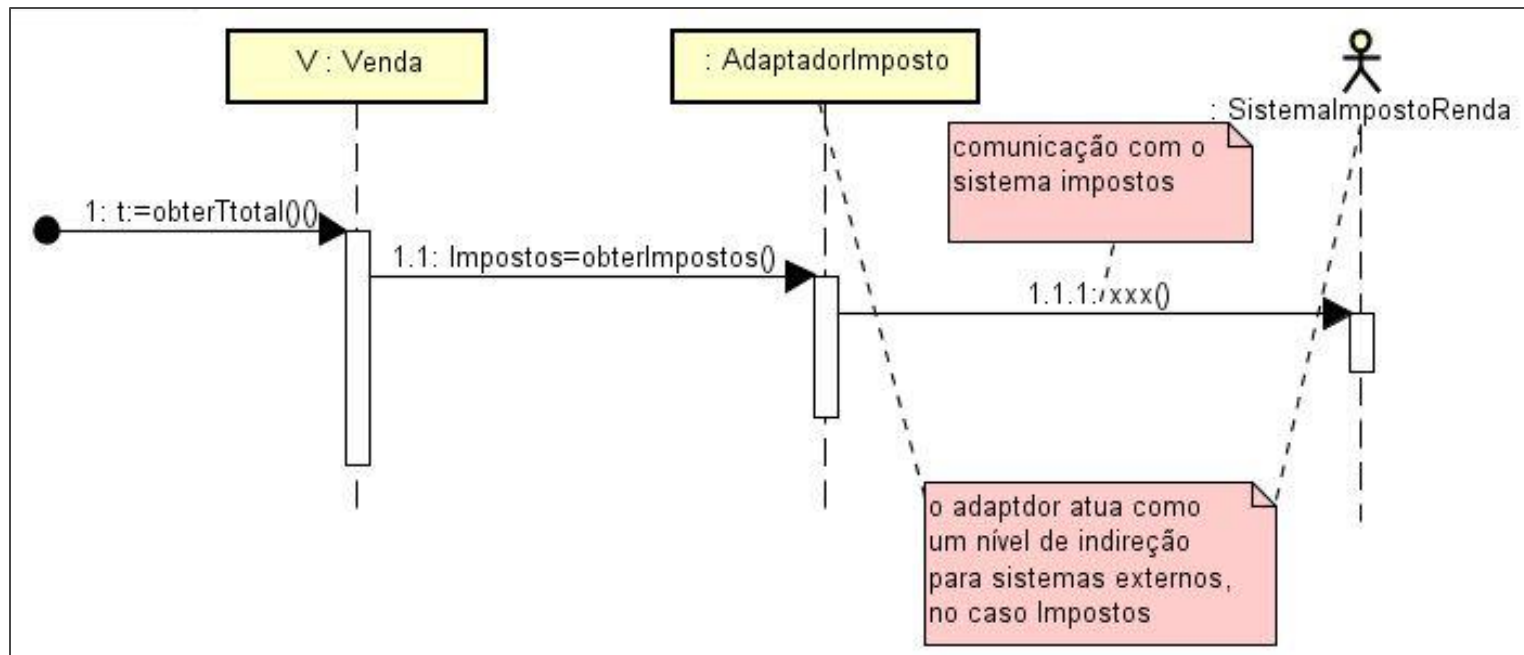 V : Venda
: AdaptadorImposto
: SistemaImpostoRenda
comunicação com o
sistema impostos
1: t:=obterTtotal()()
1.1: Impostos=obterImpostos()
1.1.1: xxx()
o adaptdor atua como
um nível de indireção
para sistemas externos,
no caso Impostos